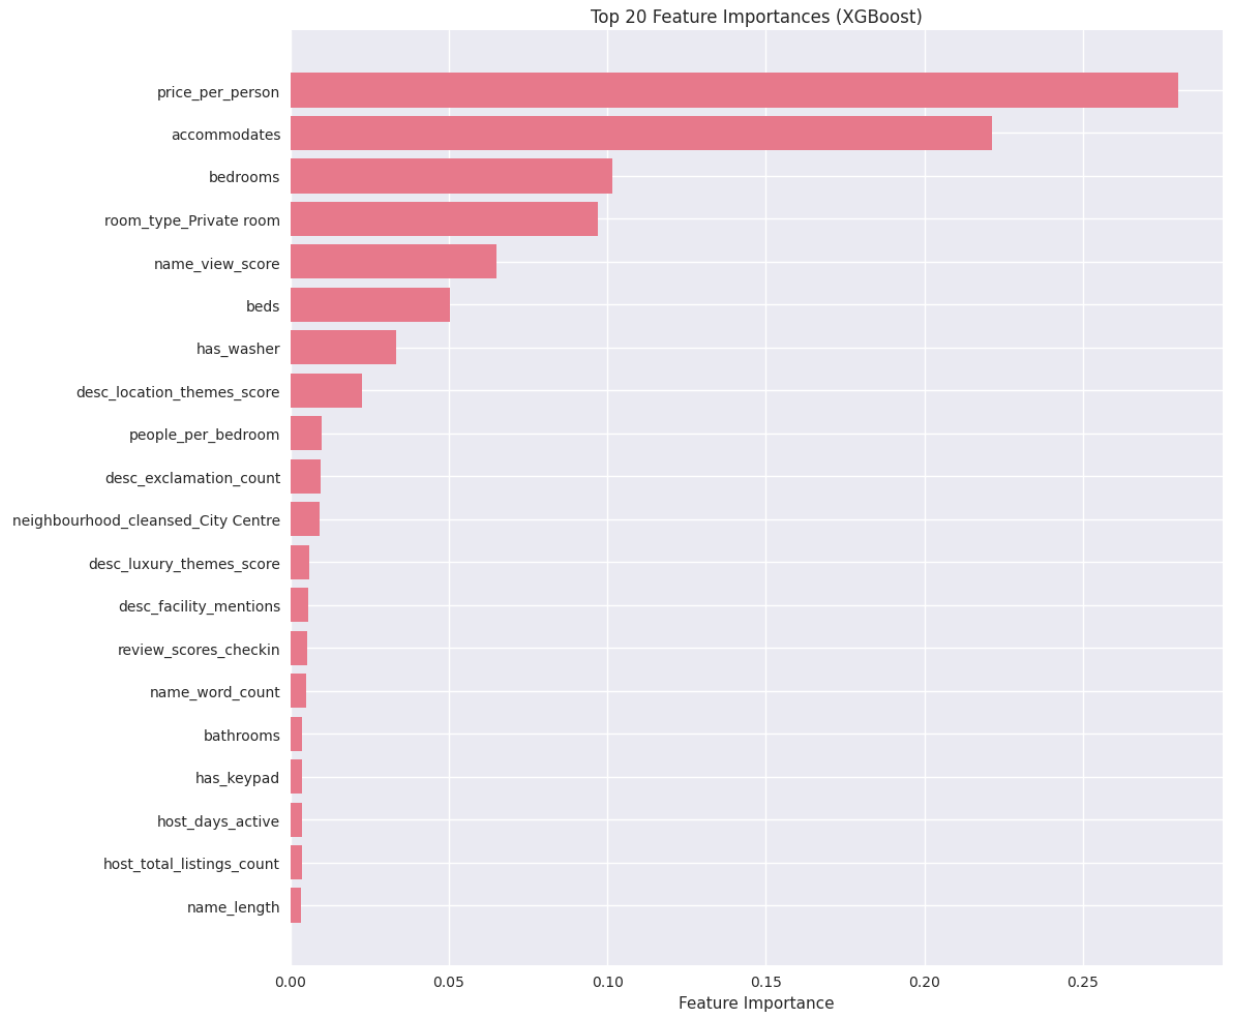 Top 20 Feature Importances (XGBoost)
price_per_person
accommodates
bedrooms
room_type_Private room
name_view_score
beds
has_washer
desc_location_themes_score
people_per_bedroom
desc_exclamation_count
neighbourhood_cleansed_City Centre
desc_luxury_themes_score
desc_facility_mentions
review_scores_checkin
name_word_count
bathrooms
has_keypad
host_days_active
host_total_listings_count
name_length
0.00 0.05 0.10 0.15 0.20 0.25
Feature Importance